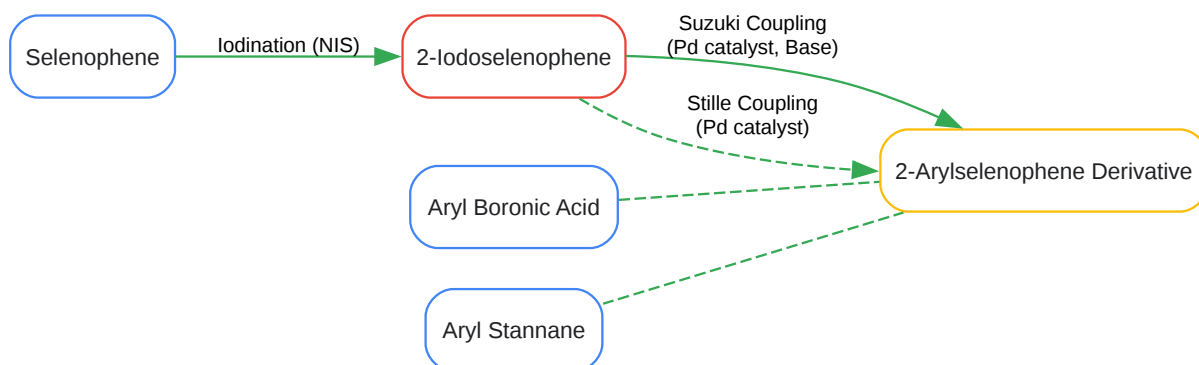 Selenophene
Iodination (NIS)
2-Iodoselenophene
Suzuki Coupling
(Pd catalyst, Base)
Stille Coupling
(Pd catalyst)
2-Arylselenophene Derivative
Aryl Boronic Acid
Aryl Stannane